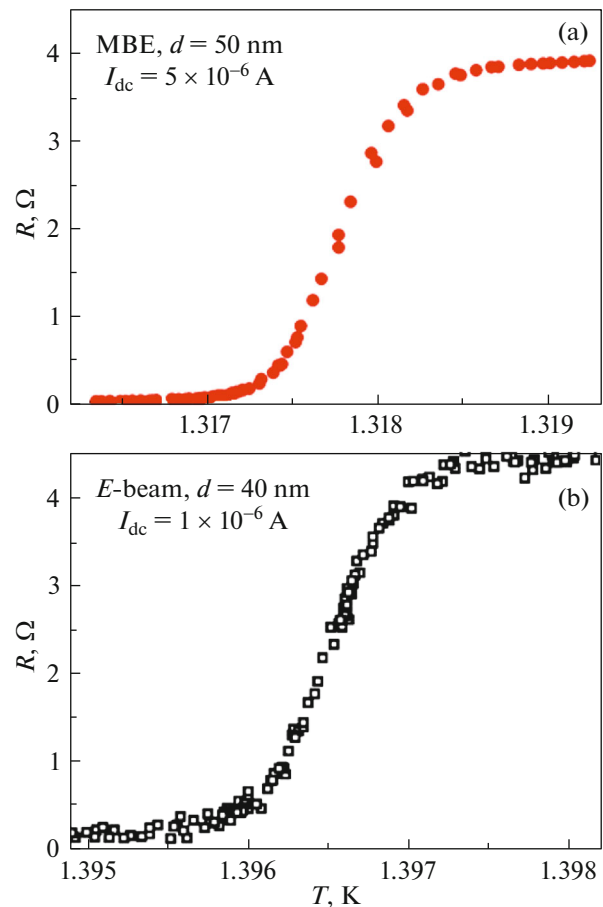 (a)
MBE, d = 50 nm
I_dc = 5 × 10⁻⁶ A
4
3
2
1
0
R, Ω
1.317 1.318 1.319
(b)
E-beam, d = 40 nm
I_dc = 1 × 10⁻⁶ A
4
3
2
1
0
R, Ω
1.395 1.396 1.397 1.398
T, K